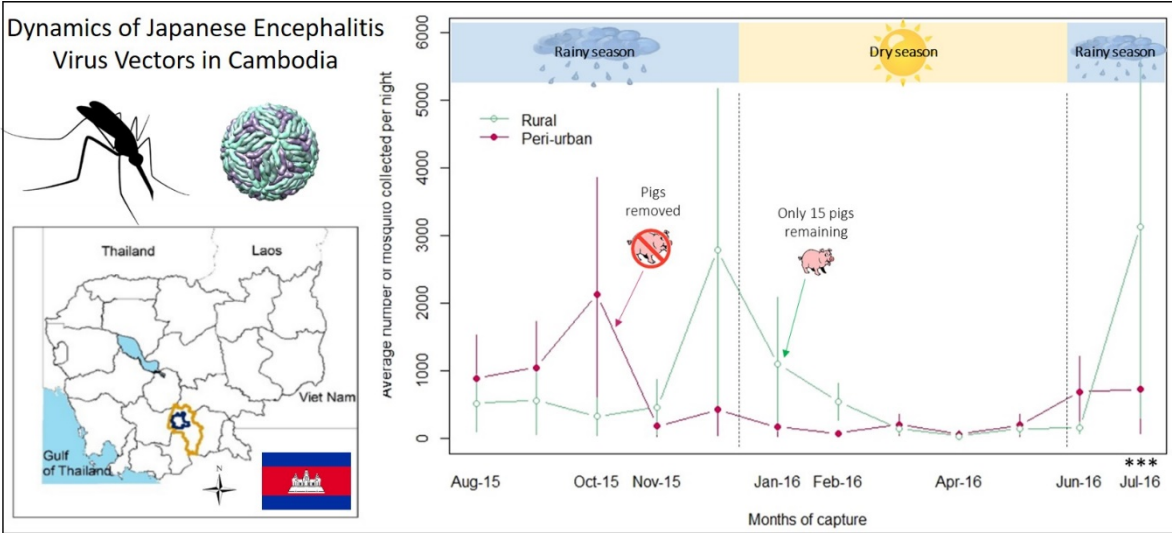 Dynamics of Japanese Encephalitis
Virus Vectors in Cambodia
Thailand
Laos
Viet Nam
Gulf
of Thailand
N
Average number or mosquito collected per night
6000
5000
4000
3000
2000
1000
0
Rainy season
Dry season
Rainy season
Rural
Peri-urban
Pigs
removed
Only 15 pigs
remaining
***
Aug-15 Oct-15 Nov-15 Jan-16 Feb-16 Apr-16 Jun-16 Jul-16
Months of capture